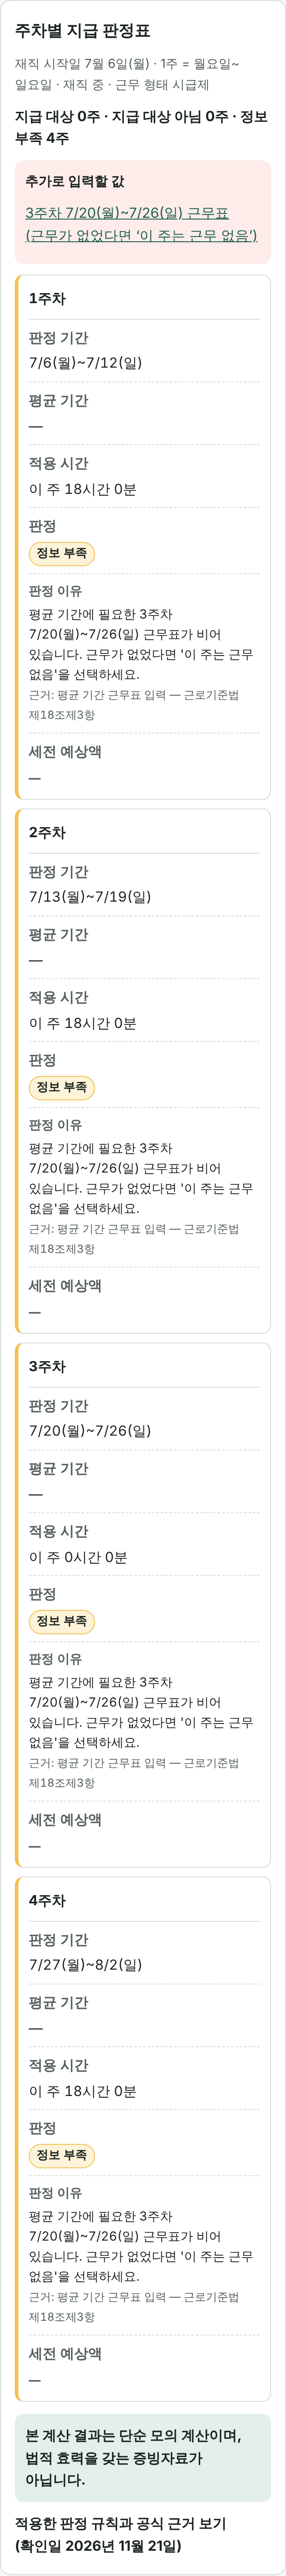 주차별 지급 판정표
재직 시작일 7월 6일(월) · 1주 = 월요일~
일요일 · 재직 중 · 근무 형태 시급제
지급 대상 0주 · 지급 대상 아님 0주 · 정보
부족 4주
추가로 입력할 값
3주차 7/20(월)~7/26(일) 근무표
(근무가 없었다면 ‘이 주는 근무 없음’)
1주차
판정 기간
7/6(월)~7/12(일)
평균 기간
—
적용 시간
이 주 18시간 0분
판정
정보 부족
판정 이유
평균 기간에 필요한 3주차
7/20(월)~7/26(일) 근무표가 비어
있습니다. 근무가 없었다면 '이 주는 근무
없음'을 선택하세요.
근거: 평균 기간 근무표 입력 — 근로기준법
제18조제3항
세전 예상액
—
2주차
판정 기간
7/13(월)~7/19(일)
평균 기간
—
적용 시간
이 주 18시간 0분
판정
정보 부족
판정 이유
평균 기간에 필요한 3주차
7/20(월)~7/26(일) 근무표가 비어
있습니다. 근무가 없었다면 '이 주는 근무
없음'을 선택하세요.
근거: 평균 기간 근무표 입력 — 근로기준법
제18조제3항
세전 예상액
—
3주차
판정 기간
7/20(월)~7/26(일)
평균 기간
—
적용 시간
이 주 0시간 0분
판정
정보 부족
판정 이유
평균 기간에 필요한 3주차
7/20(월)~7/26(일) 근무표가 비어
있습니다. 근무가 없었다면 '이 주는 근무
없음'을 선택하세요.
근거: 평균 기간 근무표 입력 — 근로기준법
제18조제3항
세전 예상액
—
4주차
판정 기간
7/27(월)~8/2(일)
평균 기간
—
적용 시간
이 주 18시간 0분
판정
정보 부족
판정 이유
평균 기간에 필요한 3주차
7/20(월)~7/26(일) 근무표가 비어
있습니다. 근무가 없었다면 '이 주는 근무
없음'을 선택하세요.
근거: 평균 기간 근무표 입력 — 근로기준법
제18조제3항
세전 예상액
—
본 계산 결과는 단순 모의 계산이며,
법적 효력을 갖는 증빙자료가
아닙니다.
적용한 판정 규칙과 공식 근거 보기
(확인일 2026년 11월 21일)